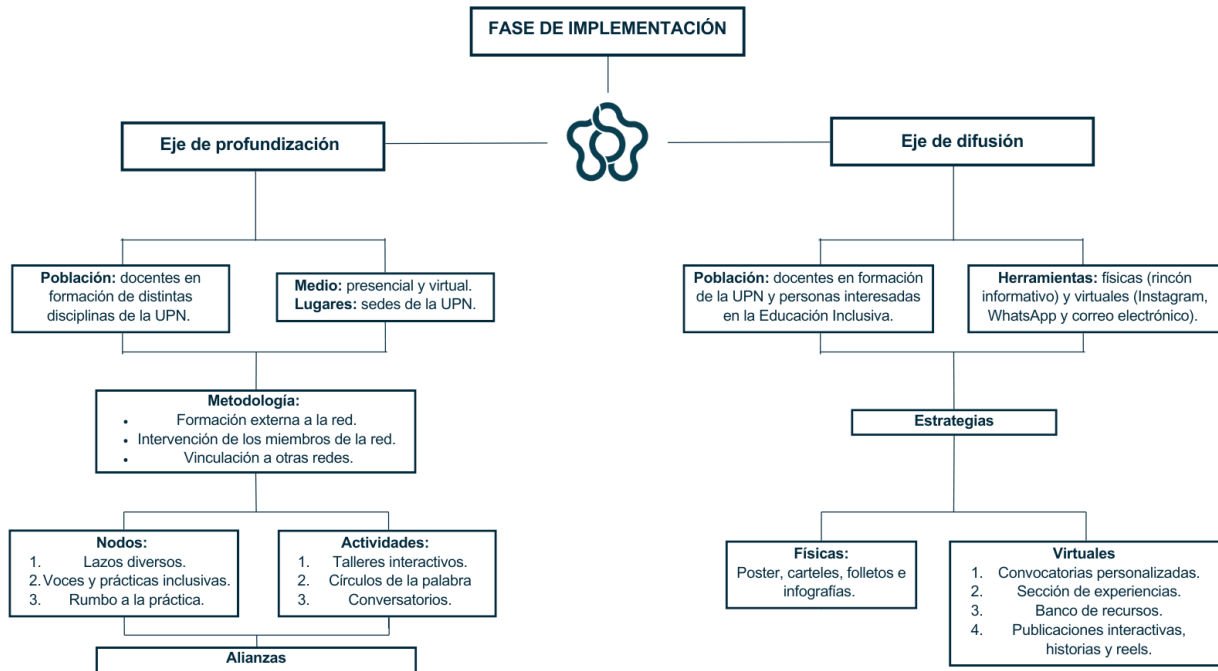 FASE DE IMPLEMENTACIÓN
Eje de profundización
Población: docentes en
formación de distintas
disciplinas de la UPN.
Medio: presencial y virtual.
Lugares: sedes de la UPN.
Metodología:
• Formación externa a la red.
• Intervención de los miembros de la red.
• Vinculación a otras redes.
Nodos:
1. Lazos diversos.
2. Voces y prácticas inclusivas.
3. Rumbo a la práctica.
Actividades:
1. Talleres interactivos.
2. Círculos de la palabra
3. Conversatorios.
Alianzas
Eje de difusión
Población: docentes en formación
de la UPN y personas interesadas
en la Educación Inclusiva.
Herramientas: físicas (rincón
informativo) y virtuales (Instagram,
WhatsApp y correo electrónico).
Estrategias
Físicas:
Poster, carteles, folletos e
infografías.
Virtuales
1. Convocatorias personalizadas.
2. Sección de experiencias.
3. Banco de recursos.
4. Publicaciones interactivas,
historias y reels.